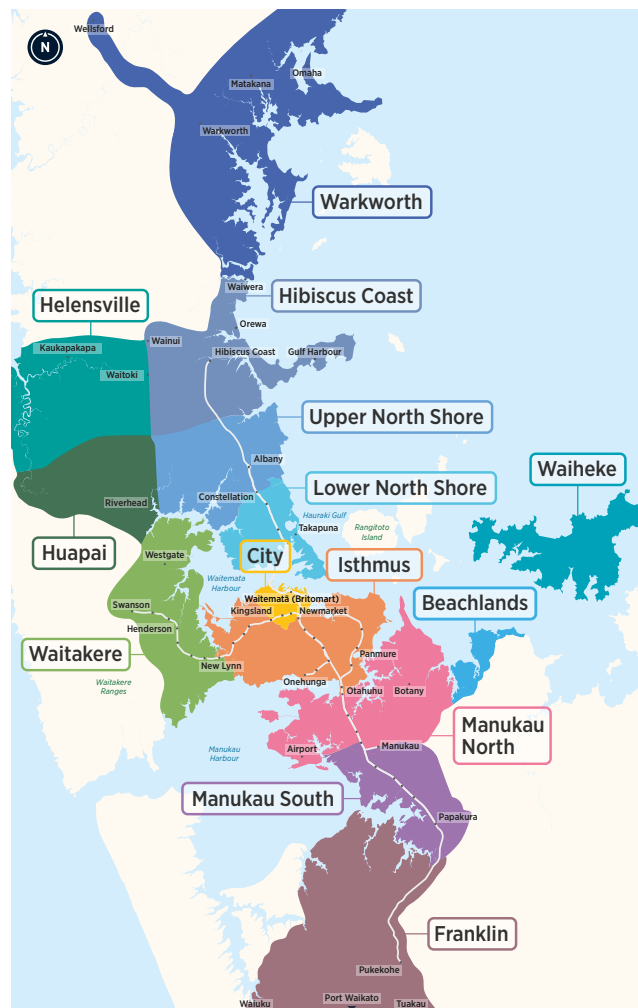 Wellsford
N
Omaha
Matakana
Warkworth
Warkworth
Waiwera
Hibiscus Coast
Helensville
Orewa
Wainui
Kaukapakapa
Hibiscus Coast
Gulf Harbour
Waitoki
Upper North Shore
Albany
Waiheke
Lower North Shore
Constellation
Riverhead
Hauraki Gulf
Takapuna
Rangitoto
Island
Huapai
Westgate
City
Isthmus
Waitemata
Harbour
Waitematā (Britomart)
Beachlands
Swanson
Kingsland
Newmarket
Henderson
Waitakere
New Lynn
Panmure
Onehunga
Otahuhu
Botany
Waitakere
Ranges
Manukau
North
Manukau
Harbour
Airport
Manukau
Manukau South
Papakura
Franklin
Pukekohe
Port Waikato
Waiuku
Tuakau